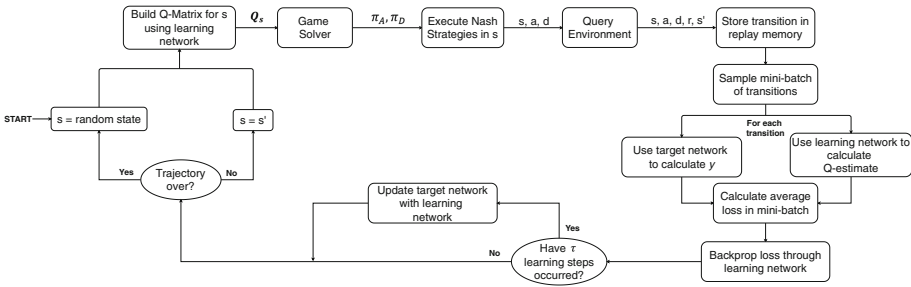 Build Q-Matrix for s
using learning
network
Q_s
Game
Solver
π_A, π_D
Execute Nash
Strategies in s
s, a, d
Query
Environment
s, a, d, r, s'
Store transition in
replay memory
Sample mini-batch
of transitions
For each
transition
Use target network
to calculate y
Use learning network to
calculate
Q-estimate
Calculate average
loss in mini-batch
Backprop loss through
learning network
Have τ
learning steps
occurred?
Yes
No
Update target network
with learning
network
Trajectory
over?
Yes
No
START
s = random state
s = s'